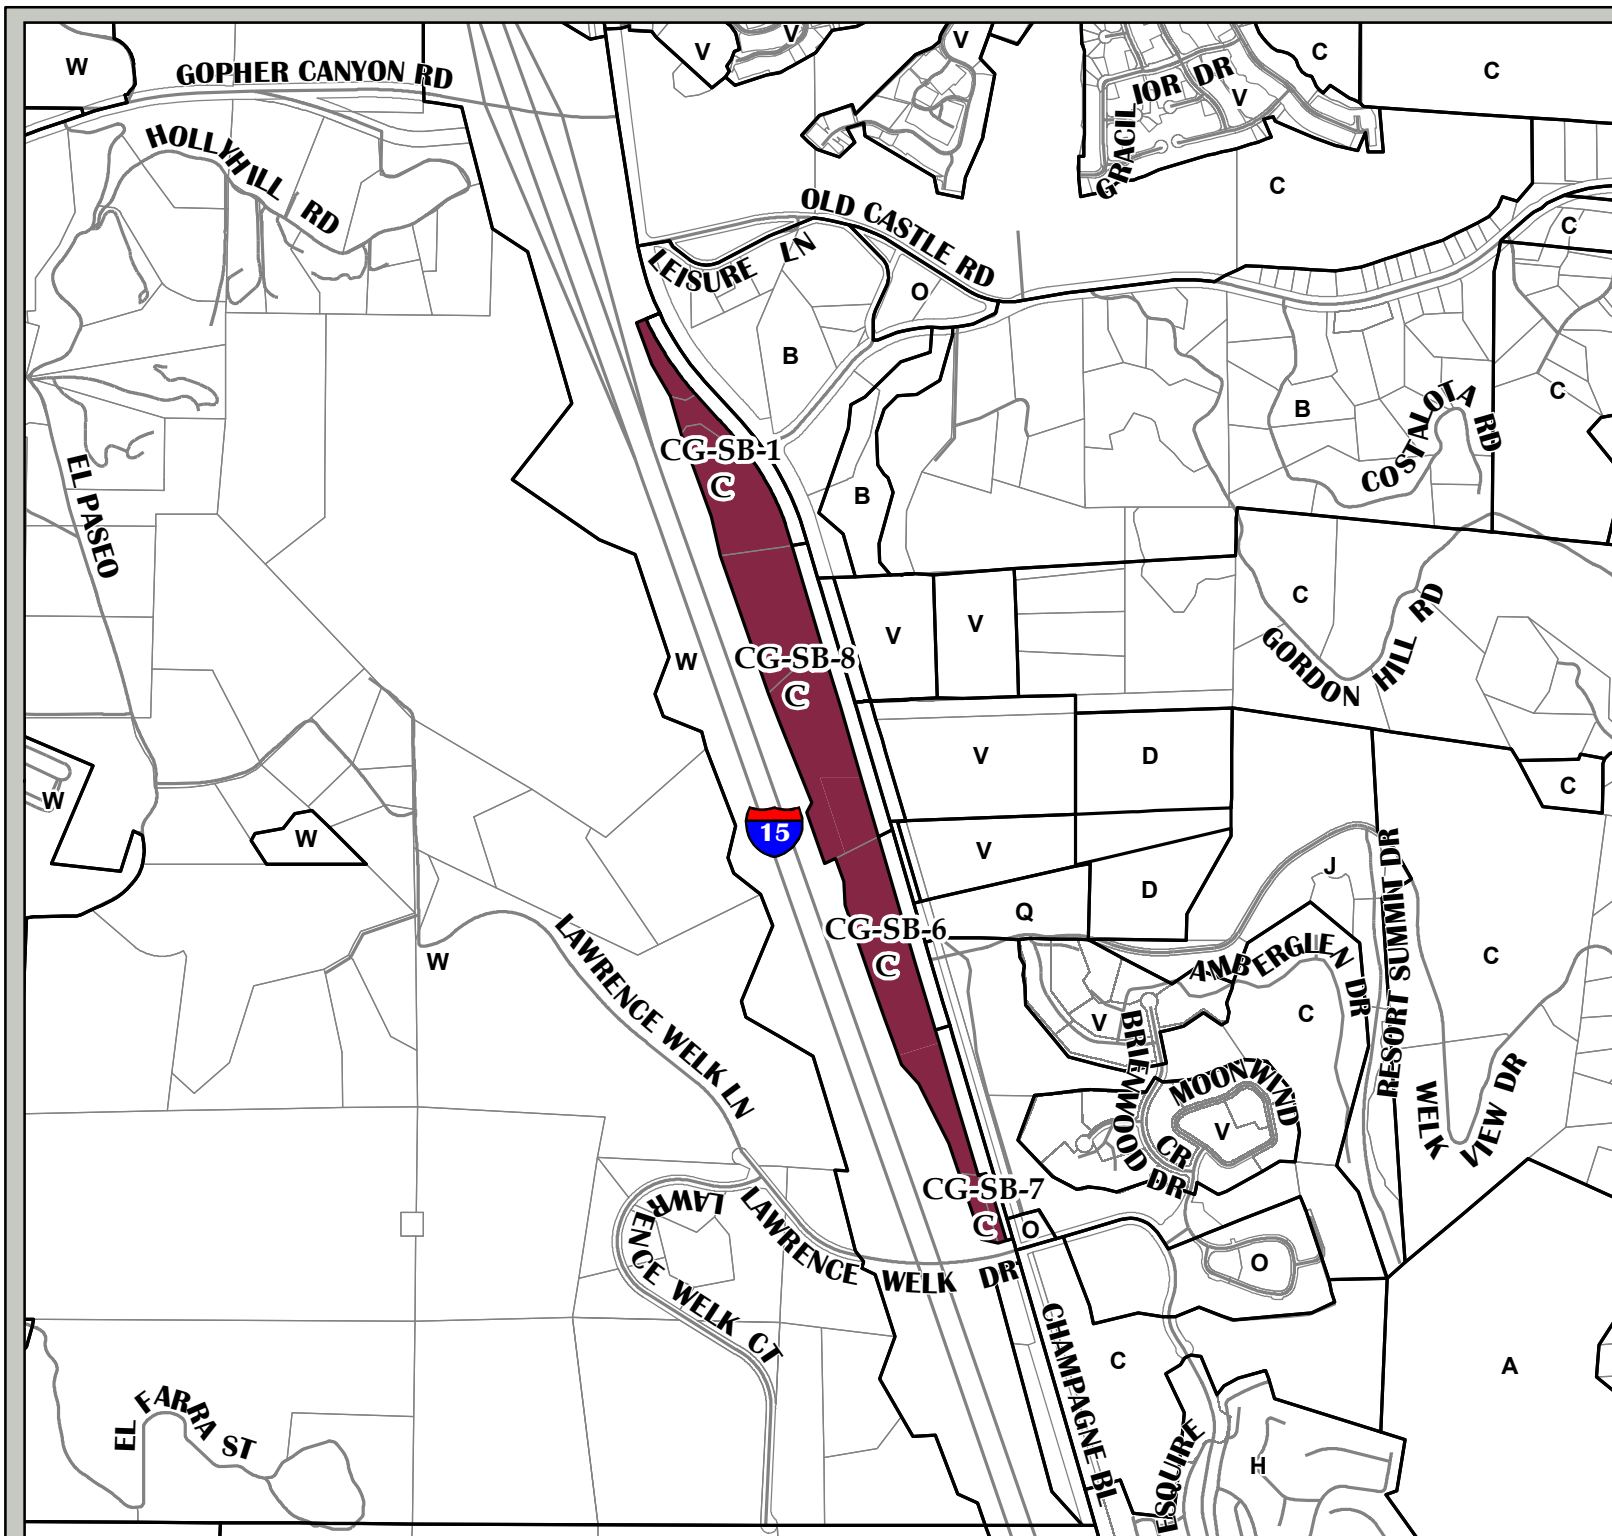 V
V
V
C
C
W
GOPHER CANYON RD
GRACIL IOR DR
V
HOLLYHILL RD
C
OLD CASTLE RD
C
LEISURE LN
O
B
C
B
COSTALOTA RD
CG-SB-1
C
B
EL PASEO
C
V
V
GORDON HILL RD
W
CG-SB-8
C
V
D
C
W
15
W
V
J
D
Q
CG-SB-6
C
W
LAWRENCE WELK LN
AMBERGLEN DR
RESORT SUMMIT DR
C
C
V
BRIENWOOD DR
MOONWIND CR
V
WELK VIEW DR
CG-SB-7
C
O
LAWRENCE WELK CT
LAWRENCE WELK DR
O
CHAMPAGNE BL
C
A
EL FARRA ST
ESQUIRE
H